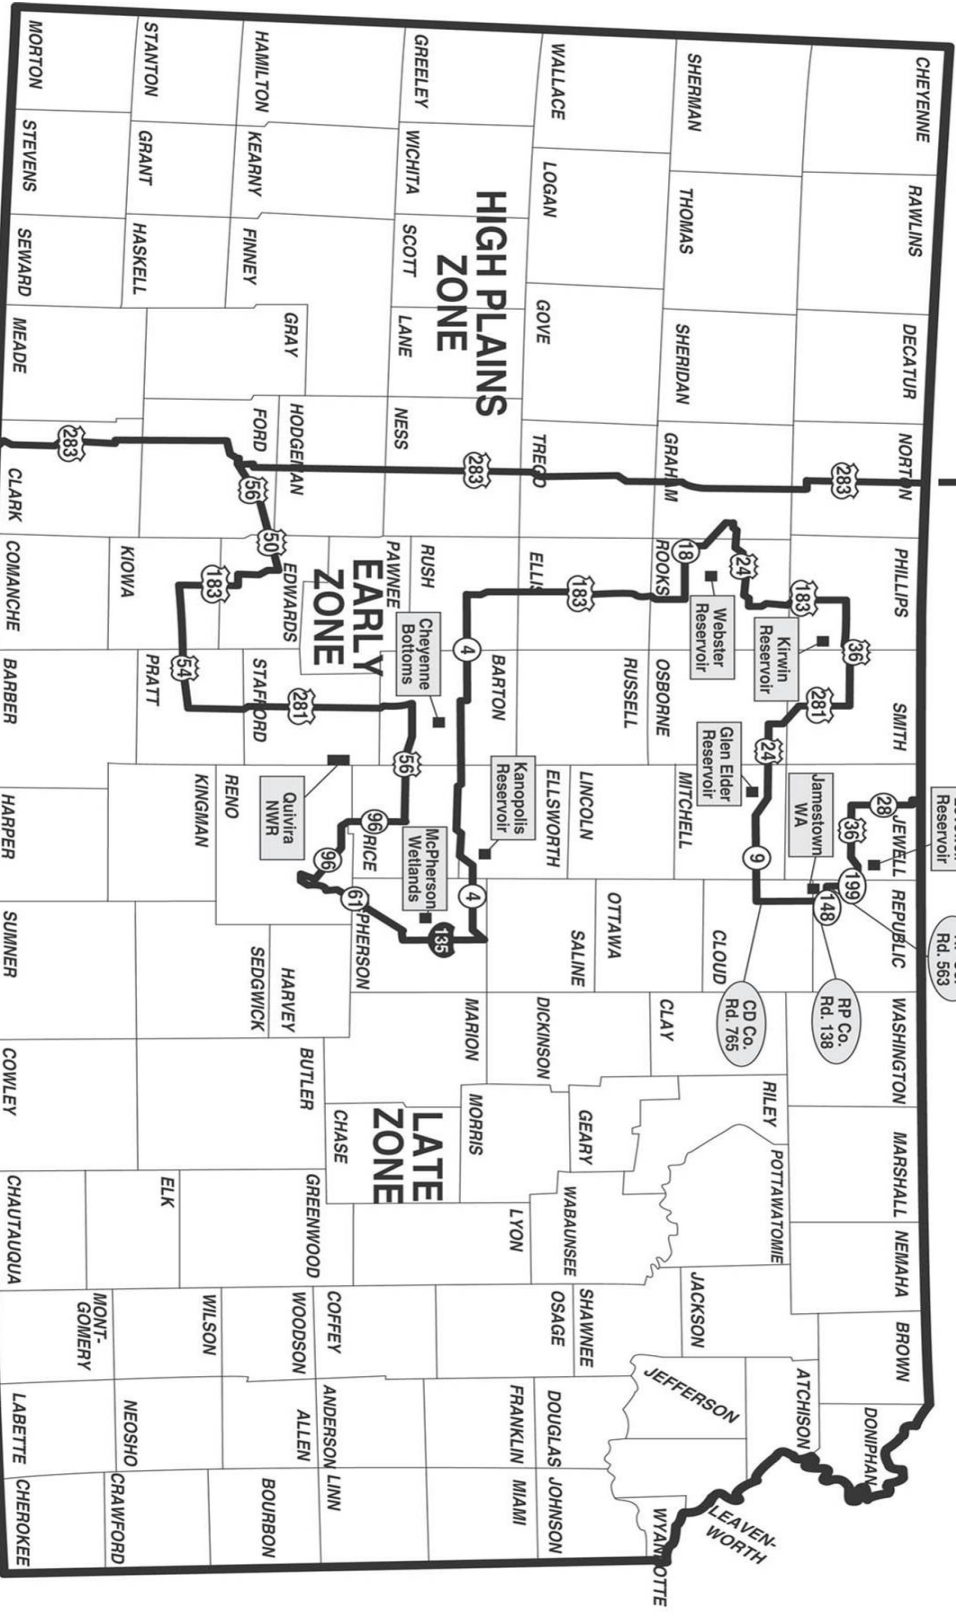 CHEYENNE
RAWLINS
DECATUR
NORTON
PHILLIPS
SMITH
JEWELL
REPUBLIC
WASHINGTON
MARSHALL
NEMAHA
BROWN
DONIPHAN
SHERMAN
THOMAS
SHERIDAN
GRAHAM
ROOKS
OSBORNE
MITCHELL
CLOUD
CLAY
RILEY
POTTAWATOMIE
JACKSON
ATCHISON
JEFFERSON
LEAVEN-
WORTH
WYANDOTTE
WALLACE
LOGAN
GOVE
TREGO
ELLIS
RUSSELL
LINCOLN
OTTAWA
ELLSWORTH
SALINE
DICKINSON
GEARY
WABAUNSEE
SHAWNEE
OSAGE
DOUGLAS
JOHNSON
GREELEY
WICHITA
SCOTT
LANE
NESS
RUSH
BARTON
MARION
MORRIS
LYON
FRANKLIN
MIAMI
HIGH PLAINS
ZONE
EARLY
ZONE
LATE
ZONE
HAMILTON
KEARNY
FINNEY
GRAY
HODGEMAN
FORD
PAWNEE
EDWARDS
STAFFORD
RICE
PHERSON
RENO
HARVEY
SEDGWICK
BUTLER
CHASE
GREENWOOD
COFFEY
WOODSON
ANDERSON
ALLEN
LINN
BOURBON
STANTON
GRANT
HASKELL
KIOWA
PRATT
KINGMAN
ELK
WILSON
NEOSHO
CRAWFORD
MORTON
STEVENS
SEWARD
MEADE
CLARK
COMANCHE
BARBER
HARPER
SUMNER
COWLEY
CHAUTAUQUA
MONT-
GOMERY
LABETTE
CHEROKEE
283
283
283
56
50
183
54
281
56
96
96
61
135
4
4
183
18
24
183
36
281
24
9
148
199
36
28
Kirwin
Reservoir
Webster
Reservoir
Glen Elder
Reservoir
Jamestown
WA
Reservoir
Rd. 563
RP Co.
Rd. 138
CD Co.
Rd. 765
Cheyenne
Bottoms
Kanopolis
Reservoir
McPherson
Wetlands
Quivira
NWR